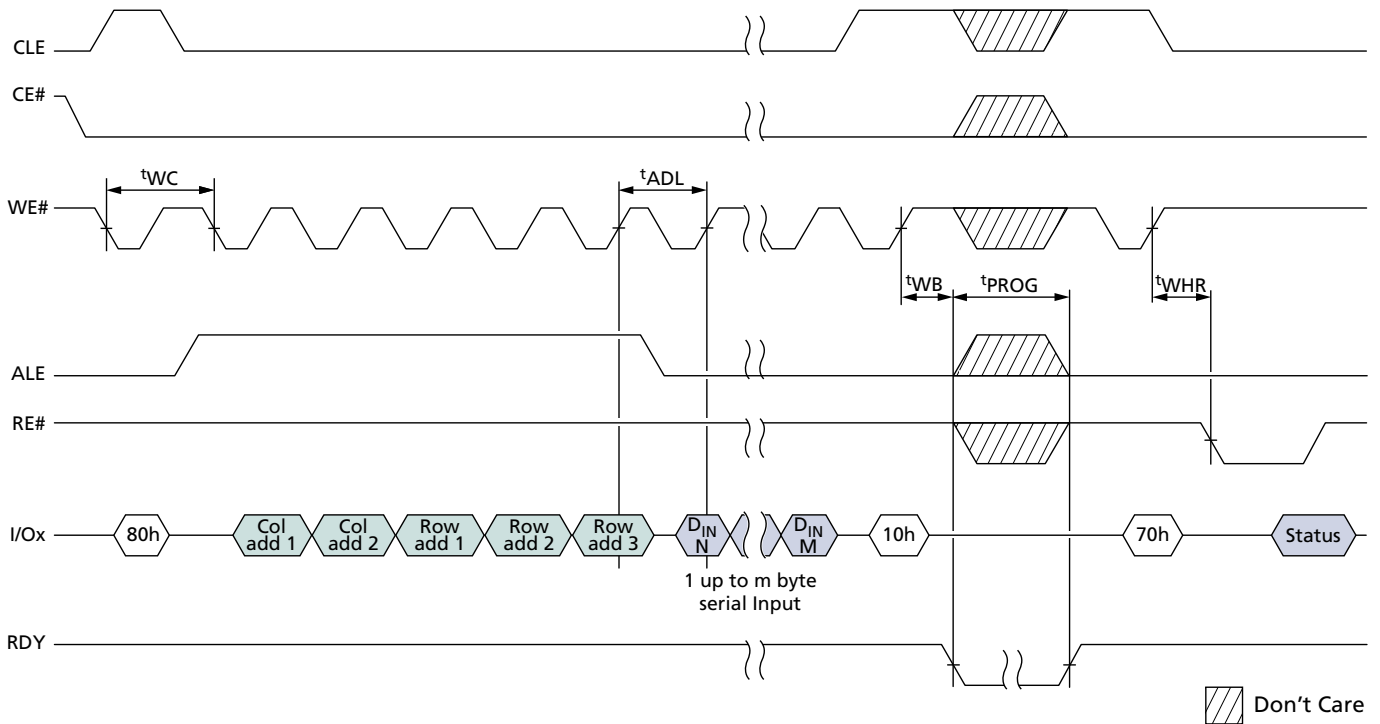 CLE
CE#
tWC
tADL
WE#
tWB
tPROG
tWHR
ALE
RE#
I/Ox
80h
Col add 1
Col add 2
Row add 1
Row add 2
Row add 3
DIN N
DIN M
10h
70h
Status
1 up to m byte
serial Input
RDY
Don't Care